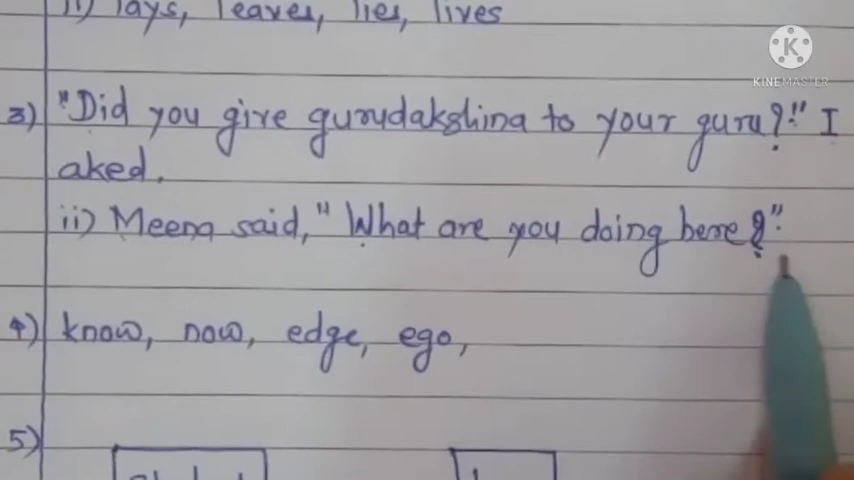 ii) lays, leaves, lies, lives
K
KINEMASTER
3) "Did you give gurudakshina to your guru?" I
aked.
ii) Meena said, "What are you doing here?"
4) know, now, edge, ego,
5)